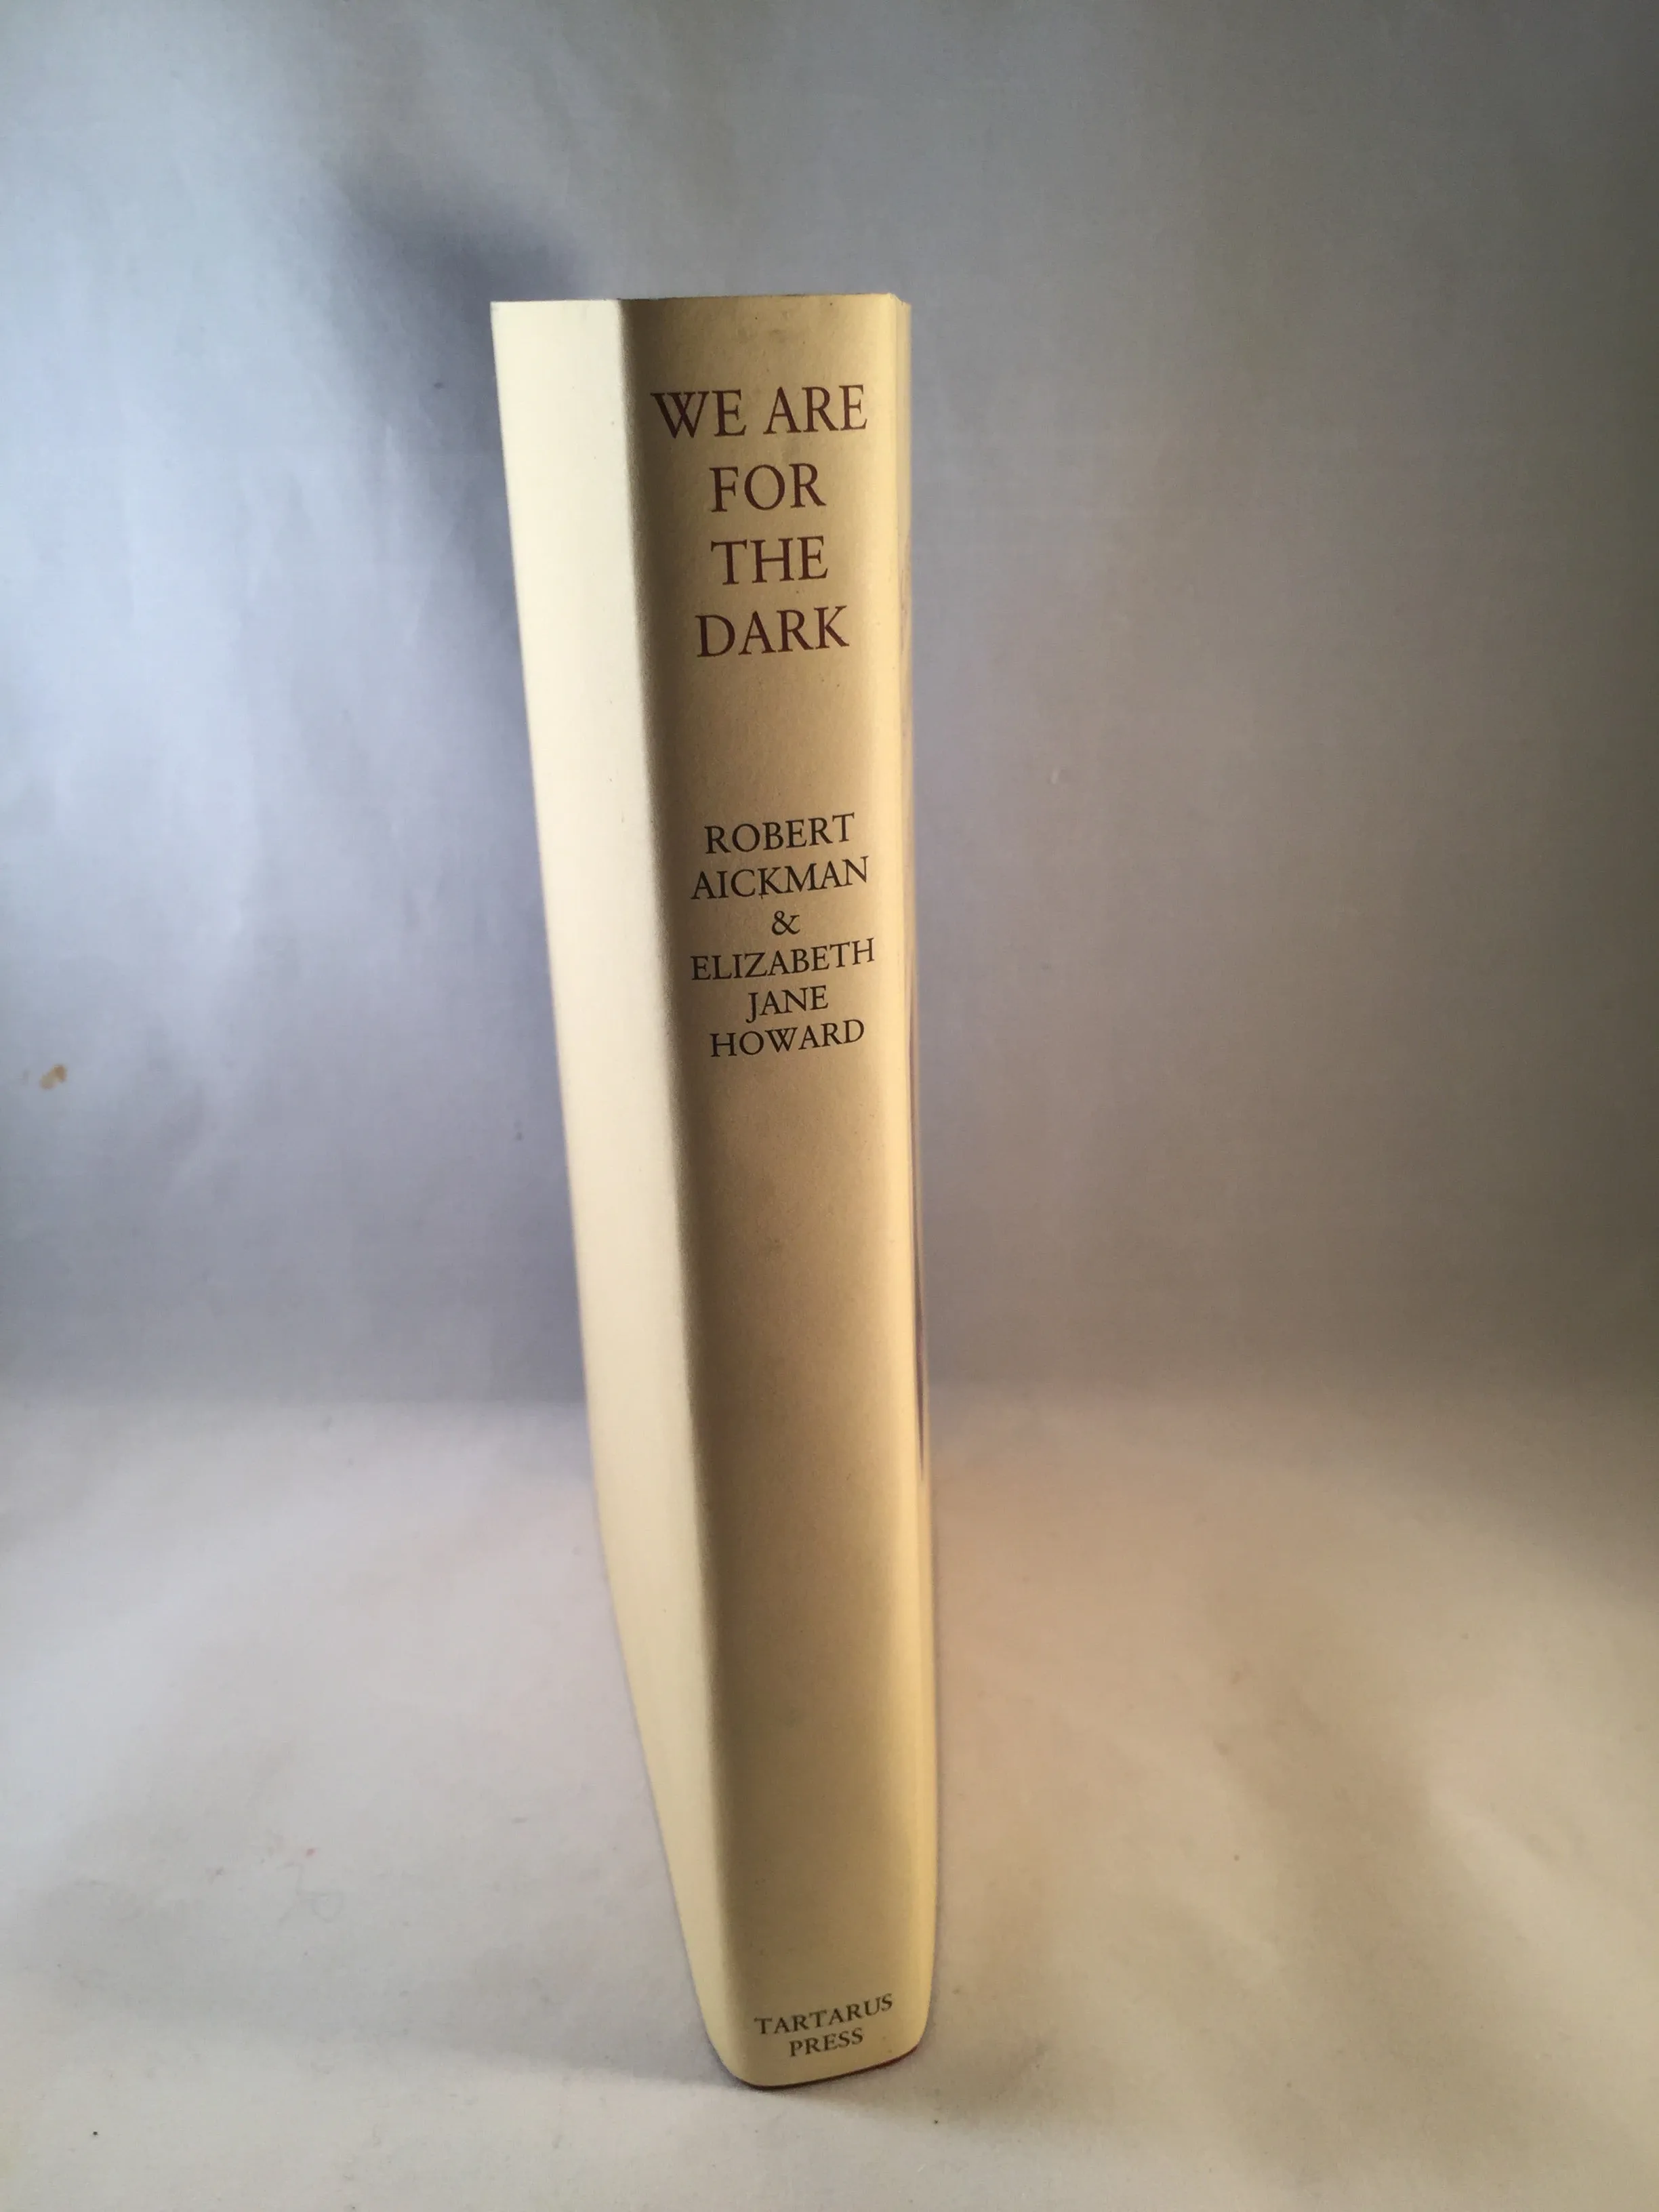 WE ARE
FOR
THE
DARK
ROBERT
AICKMAN
&
ELIZABETH
JANE
HOWARD
TARTARUS
PRESS